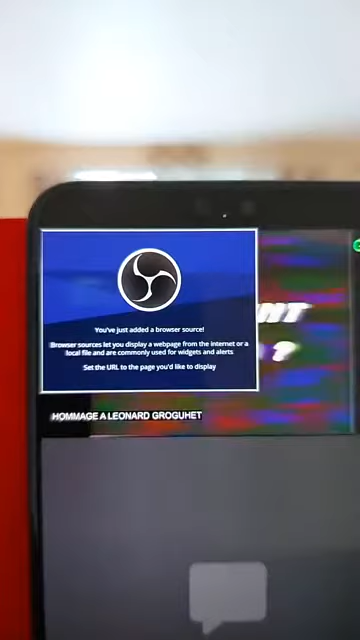 You've just added a browser source!
Browser sources let you display a webpage from the internet or a
local file and are commonly used for widgets and alerts
Set the URL to the page you'd like to display
NT
?
HOMMAGE A LEONARD GROGUHET